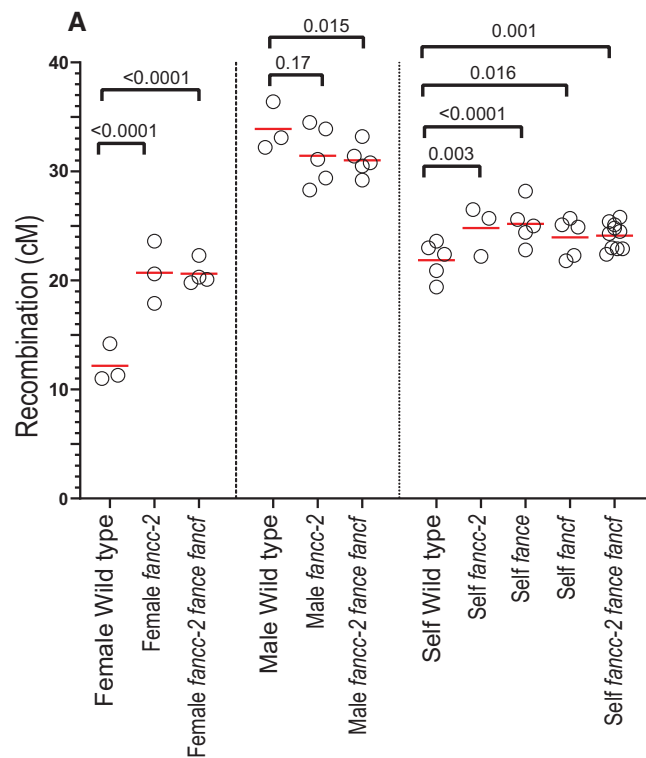 A
0.015
0.001
40
<0.0001
0.17
0.016
<0.0001
<0.0001
0.003
30
20
10
0
Recombination (cM)
Female Wild type
Female fancc-2
Female fancc-2 fance fancf
Male Wild type
Male fancc-2
Male fancc-2 fance fancf
Self Wild type
Self fancc-2
Self fance
Self fancf
Self fancc-2 fance fancf